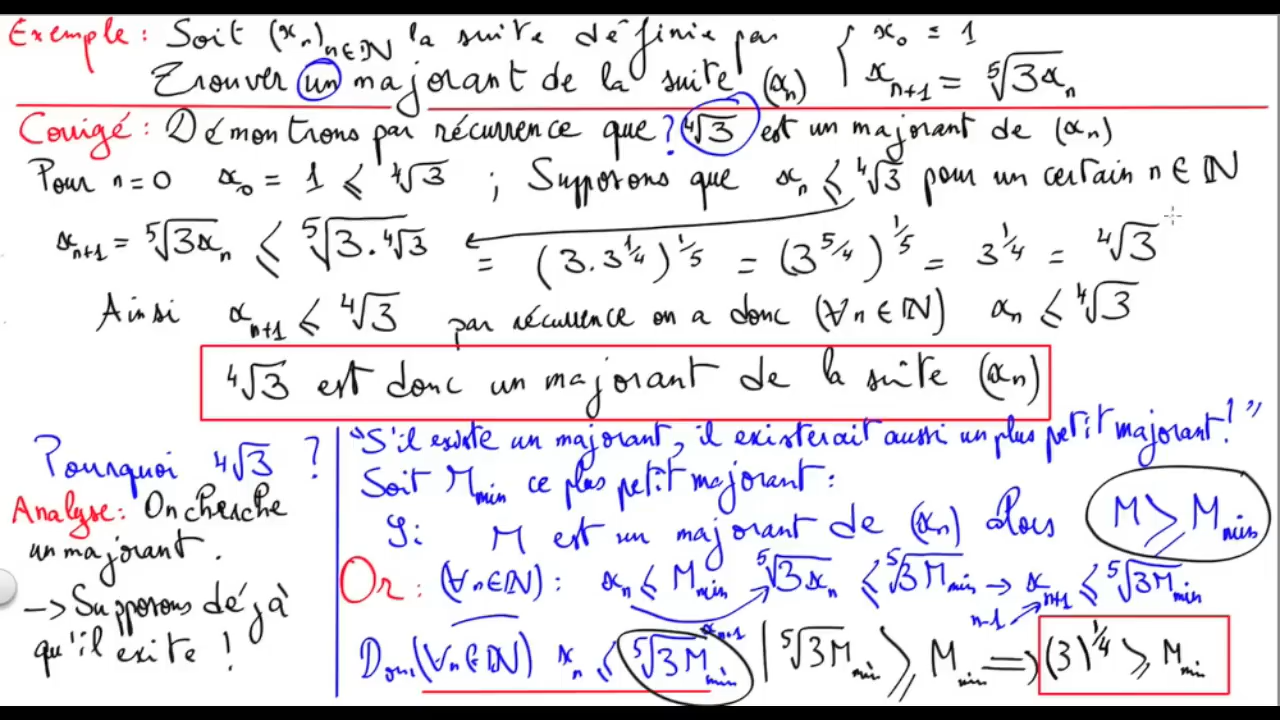 Exemple : Soit (xₙ)ₙ∈ℕ la suite définie par { x₀ = 1
Trouver un majorant de la suite (xₙ) { xₙ₊₁ = ⁵√3xₙ
Corrigé : Démontrons par récurrence que ? ⁴√3 est un majorant de (xₙ)
Pour n=0 x₀ = 1 ⩽ ⁴√3 ; Supposons que xₙ ⩽ ⁴√3 pour un certain n ∈ ℕ
xₙ₊₁ = ⁵√3xₙ ⩽ ⁵√3.⁴√3 = (3.3^1/4)^1/5 = (3^5/4)^1/5 = 3^1/4 = ⁴√3
Ainsi xₙ₊₁ ⩽ ⁴√3 par récurrence on a donc (∀n ∈ ℕ) xₙ ⩽ ⁴√3
⁴√3 est donc un majorant de la suite (xₙ)
Pourquoi ⁴√3 ?
Analyse : On cherche
un majorant.
→ Supposons déjà
qu'il existe !
"S'il existe un majorant, il existerait aussi un plus petit majorant !"
Soit M_min ce plus petit majorant :
Si M est un majorant de (xₙ) Alors M ⩾ M_min
Or : (∀n∈ℕ) : xₙ ⩽ M_min ⁵√3xₙ ⩽ ⁵√3M_min → xₙ₊₁ ⩽ ⁵√3M_min
xₙ₊₁ n-1
Donc (∀n∈ℕ) xₙ ⩽ ⁵√3M_min | ⁵√3M_min ⩾ M_min ⟹ (3)^1/4 ⩾ M_min